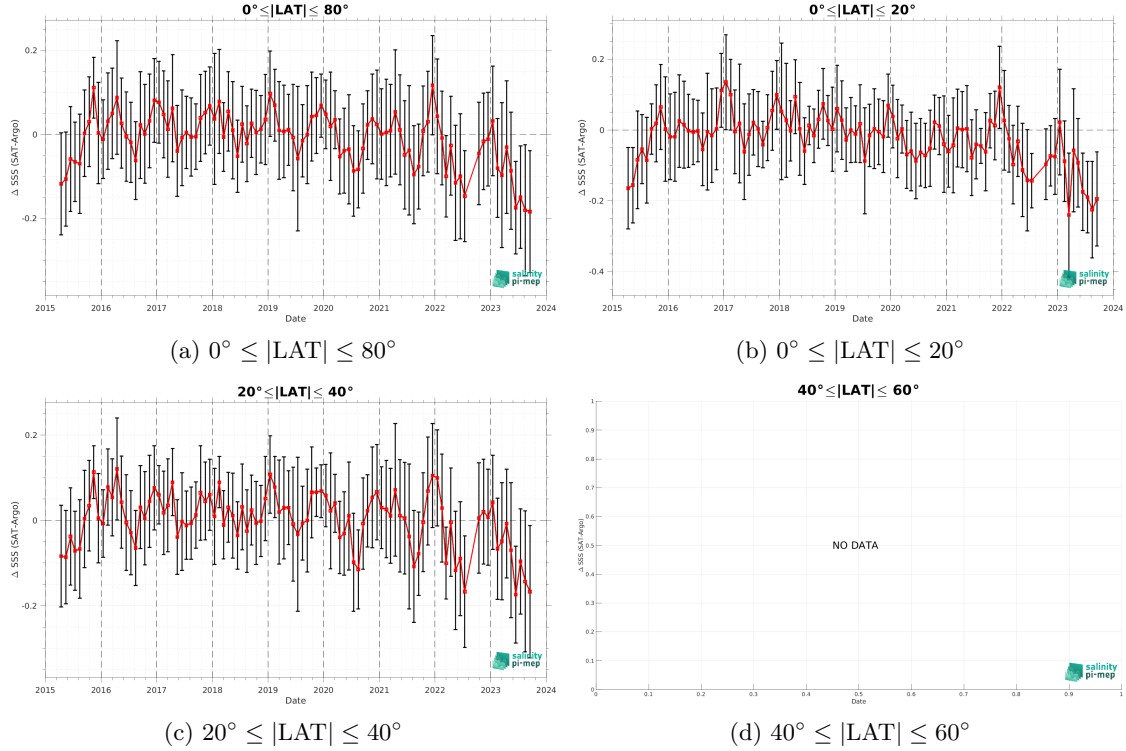 0°≤|LAT|≤ 80°
Δ SSS (SAT-Argo)
0.2
0
-0.2
2015 2016 2017 2018 2019 2020 2021 2022 2023 2024
Date
salinity
pi-mep
(a) 0° ≤ |LAT| ≤ 80°
0°≤|LAT|≤ 20°
Δ SSS (SAT-Argo)
0.2
0
-0.2
-0.4
2015 2016 2017 2018 2019 2020 2021 2022 2023 2024
Date
salinity
pi-mep
(b) 0° ≤ |LAT| ≤ 20°
20°≤|LAT|≤ 40°
Δ SSS (SAT-Argo)
0.2
0
-0.2
2015 2016 2017 2018 2019 2020 2021 2022 2023 2024
Date
salinity
pi-mep
(c) 20° ≤ |LAT| ≤ 40°
40°≤|LAT|≤ 60°
Δ SSS (SAT-Argo)
1
0.9
0.8
0.7
0.6
0.5
0.4
0.3
0.2
0.1
0
NO DATA
0 0.1 0.2 0.3 0.4 0.5 0.6 0.7 0.8 0.9 1
Date
salinity
pi-mep
(d) 40° ≤ |LAT| ≤ 60°